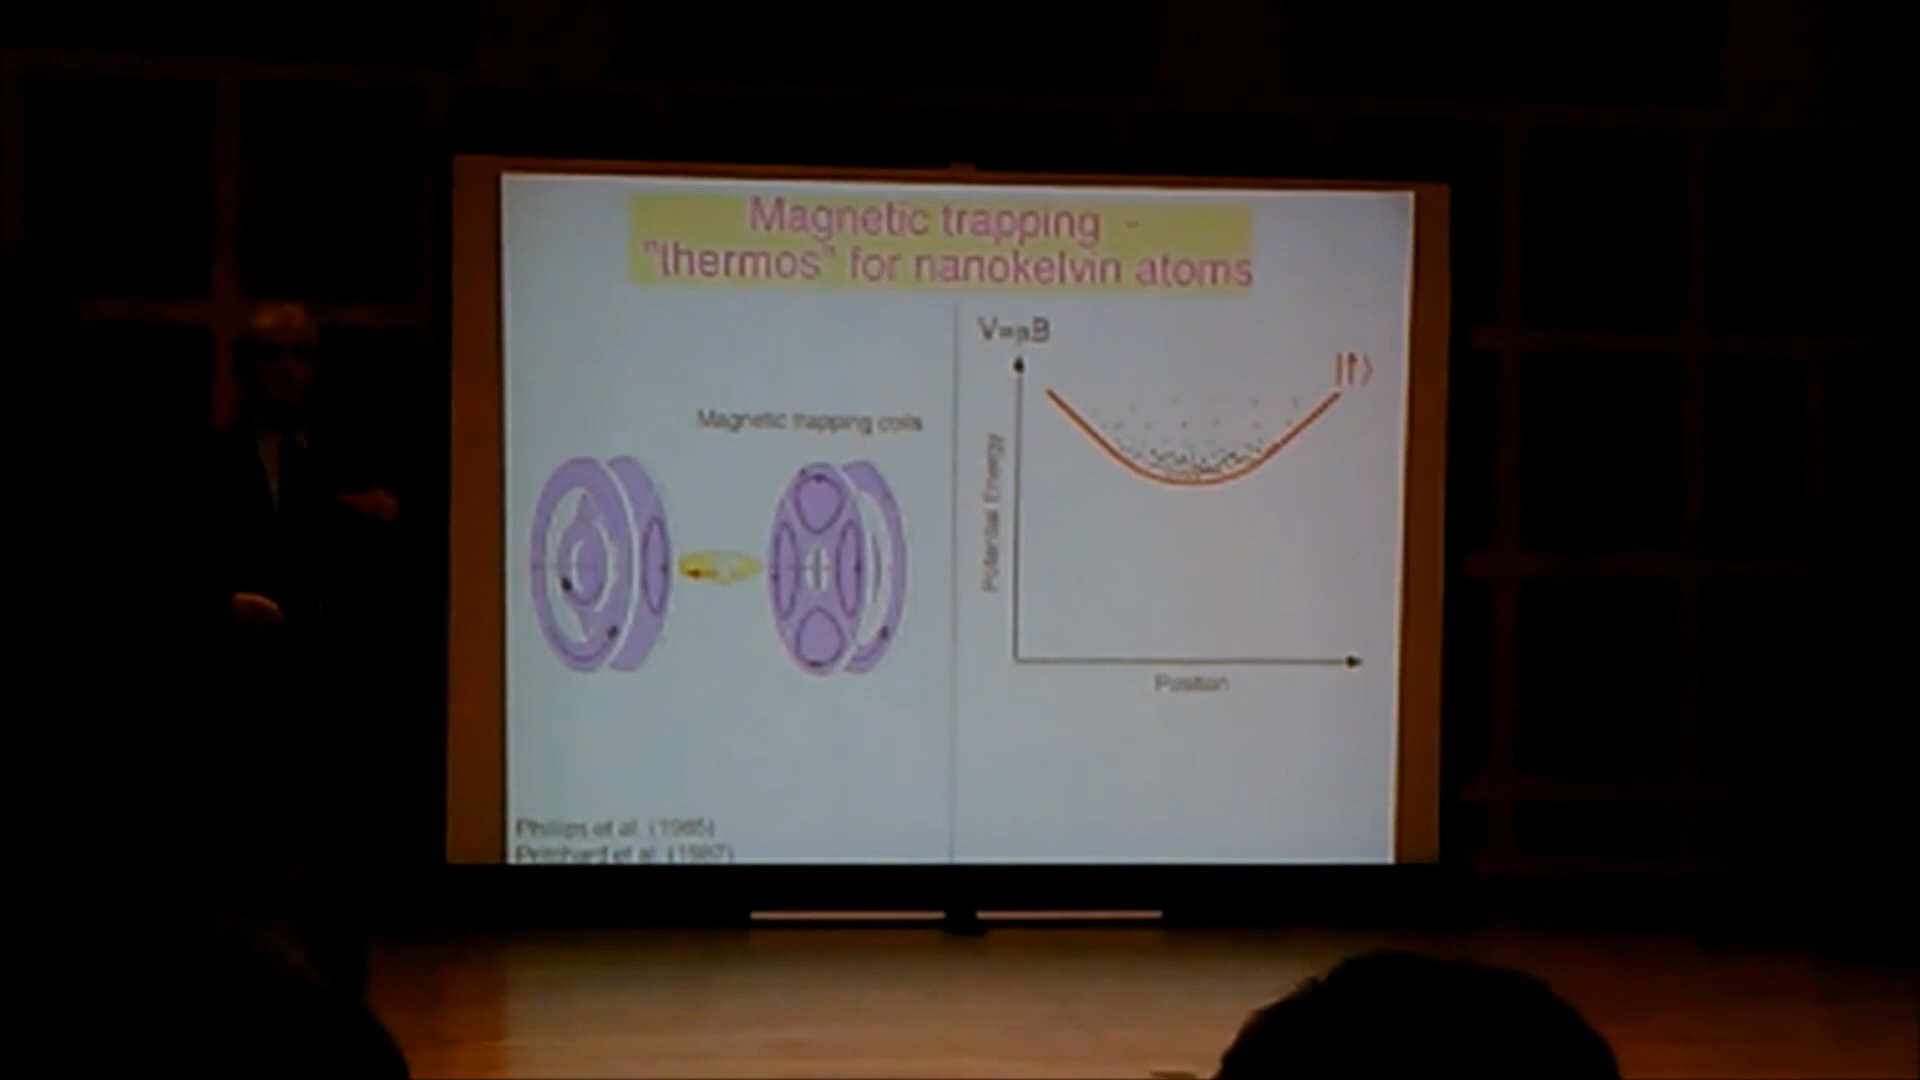 Magnetic trapping -
"thermos" for nanokelvin atoms
V=μB
|↑⟩
Magnetic trapping coils
Potential Energy
Position
Phillips et al. (1985)
Pritchard et al. (1987)